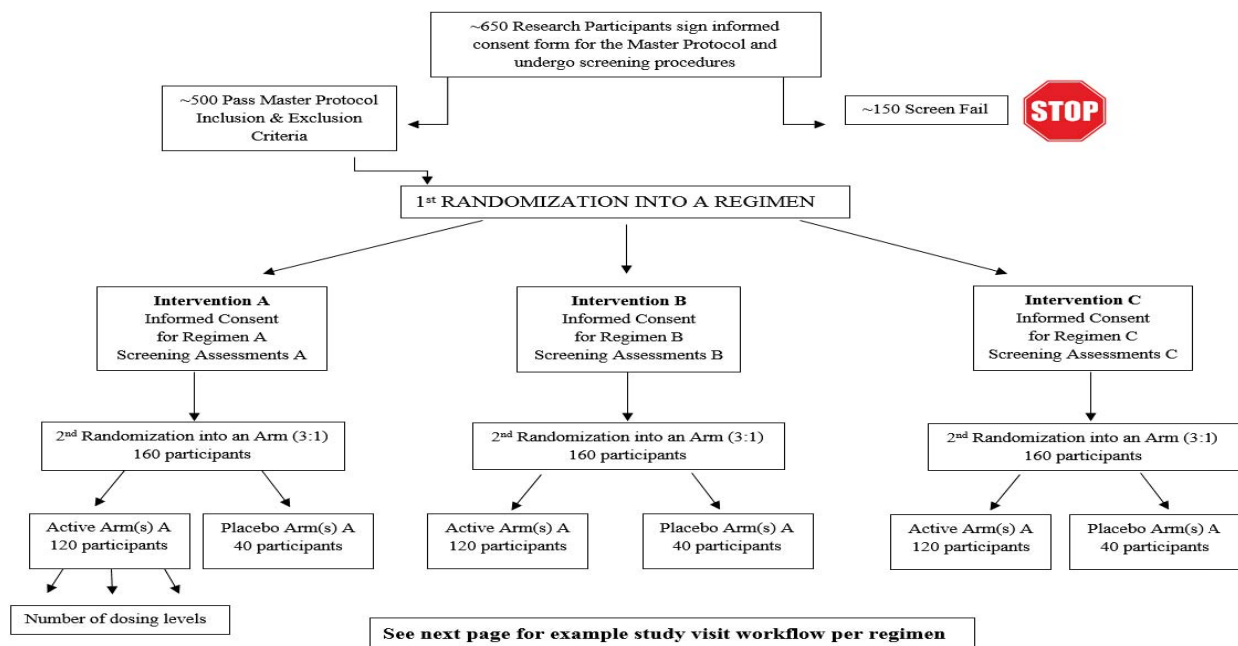 ~650 Research Participants sign informed
consent form for the Master Protocol and
undergo screening procedures
~500 Pass Master Protocol
Inclusion & Exclusion
Criteria
~150 Screen Fail
STOP
1st RANDOMIZATION INTO A REGIMEN
Intervention A
Informed Consent
for Regimen A
Screening Assessments A
Intervention B
Informed Consent
for Regimen B
Screening Assessments B
Intervention C
Informed Consent
for Regimen C
Screening Assessments C
2nd Randomization into an Arm (3:1)
160 participants
2nd Randomization into an Arm (3:1)
160 participants
2nd Randomization into an Arm (3:1)
160 participants
Active Arm(s) A
120 participants
Placebo Arm(s) A
40 participants
Active Arm(s) A
120 participants
Placebo Arm(s) A
40 participants
Active Arm(s) A
120 participants
Placebo Arm(s) A
40 participants
Number of dosing levels
See next page for example study visit workflow per regimen